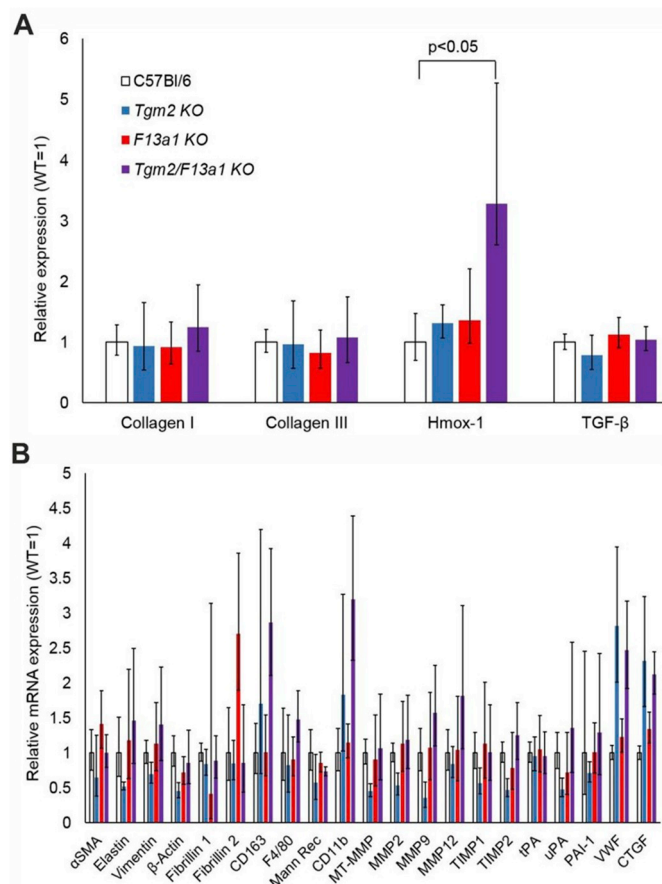 A
Relative expression (WT=1)
6
5
4
3
2
1
0
p<0.05
C57Bl/6
Tgm2 KO
F13a1 KO
Tgm2/F13a1 KO
Collagen I
Collagen III
Hmox-1
TGF-β
B
Relative mRNA expression (WT=1)
5
4.5
4
3.5
3
2.5
2
1.5
1
0.5
0
αSMA
Elastin
Vimentin
β-Actin
Fibrillin 1
Fibrillin 2
CD163
F4/80
Mann Rec
CD11b
MT-MMP
MMP2
MMP9
MMP12
TIMP1
TIMP2
tPA
uPA
PAI-1
VWF
CTGF